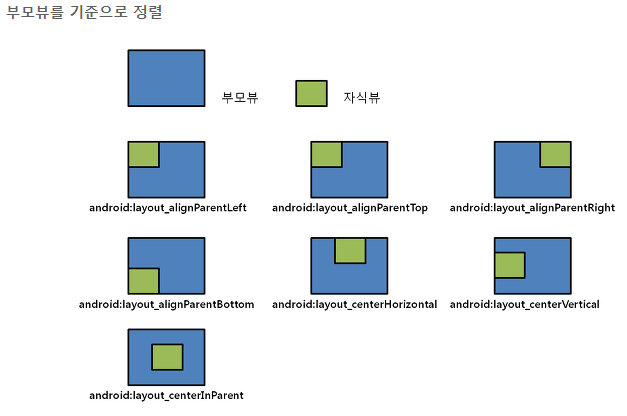 부모뷰를 기준으로 정렬
부모뷰 자식뷰
android:layout_alignParentLeft android:layout_alignParentTop android:layout_alignParentRight
android:layout_alignParentBottom android:layout_centerHorizontal android:layout_centerVertical
android:layout_centerInParent